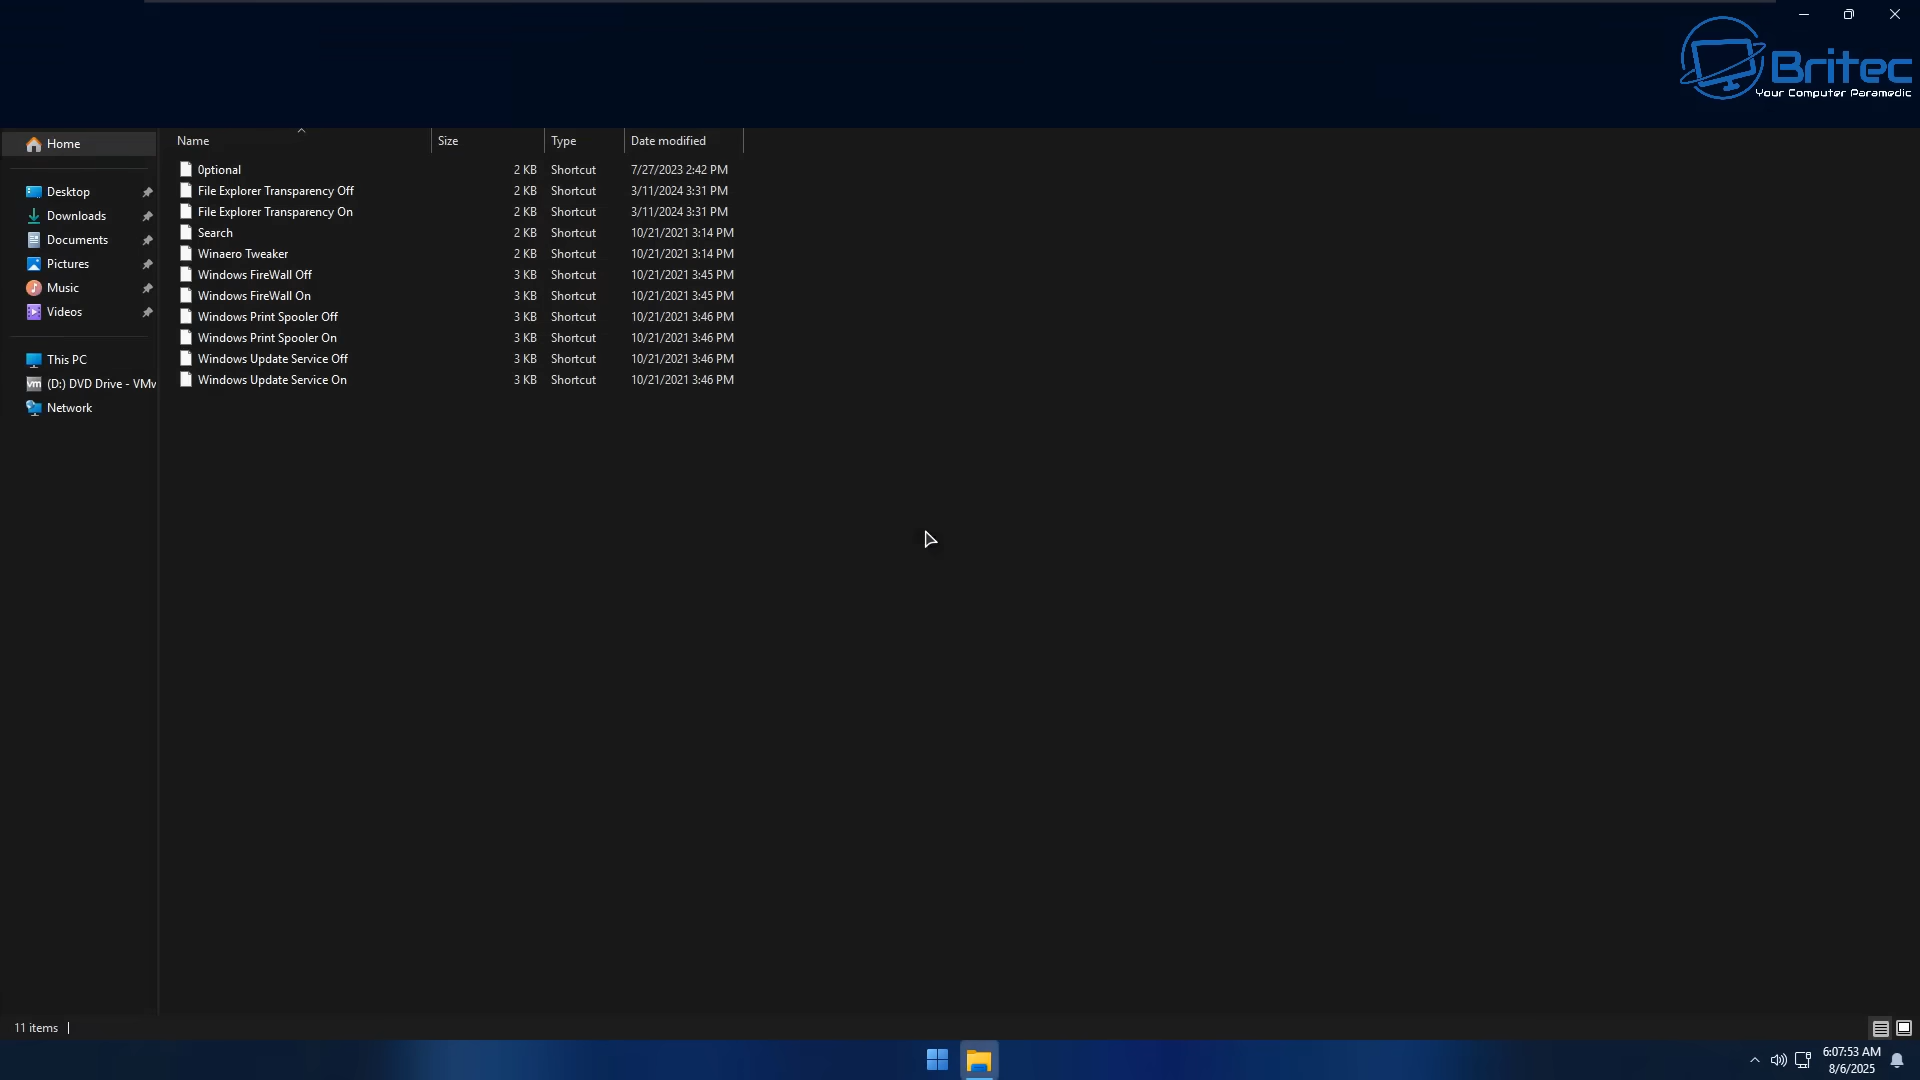 Britec
Your Computer Paramedic
Home
Name Size Type Date modified
0ptional 2 KB Shortcut 7/27/2023 2:42 PM
Desktop File Explorer Transparency Off 2 KB Shortcut 3/11/2024 3:31 PM
Downloads File Explorer Transparency On 2 KB Shortcut 3/11/2024 3:31 PM
Documents Search 2 KB Shortcut 10/21/2021 3:14 PM
Pictures Winaero Tweaker 2 KB Shortcut 10/21/2021 3:14 PM
Music Windows FireWall Off 3 KB Shortcut 10/21/2021 3:45 PM
Videos Windows FireWall On 3 KB Shortcut 10/21/2021 3:45 PM
Windows Print Spooler Off 3 KB Shortcut 10/21/2021 3:46 PM
Windows Print Spooler On 3 KB Shortcut 10/21/2021 3:46 PM
This PC Windows Update Service Off 3 KB Shortcut 10/21/2021 3:46 PM
vm (D:) DVD Drive - VMw Windows Update Service On 3 KB Shortcut 10/21/2021 3:46 PM
Network
11 items
6:07:53 AM
8/6/2025